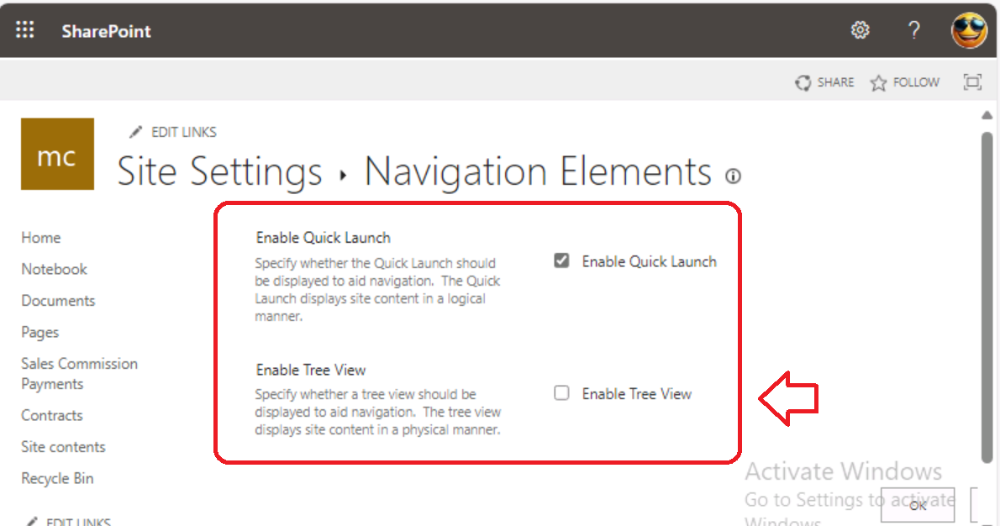 SharePoint
?
SHARE
FOLLOW
mc
EDIT LINKS
Site Settings ▸ Navigation Elements
Home
Notebook
Documents
Pages
Sales Commission
Payments
Contracts
Site contents
Recycle Bin
EDIT LINKS
Enable Quick Launch
Specify whether the Quick Launch should
be displayed to aid navigation. The Quick
Launch displays site content in a logical
manner.
Enable Quick Launch
Enable Tree View
Specify whether a tree view should be
displayed to aid navigation. The tree view
displays site content in a physical manner.
Enable Tree View
Activate Windows
Go to Settings to activate
Windows.
OK